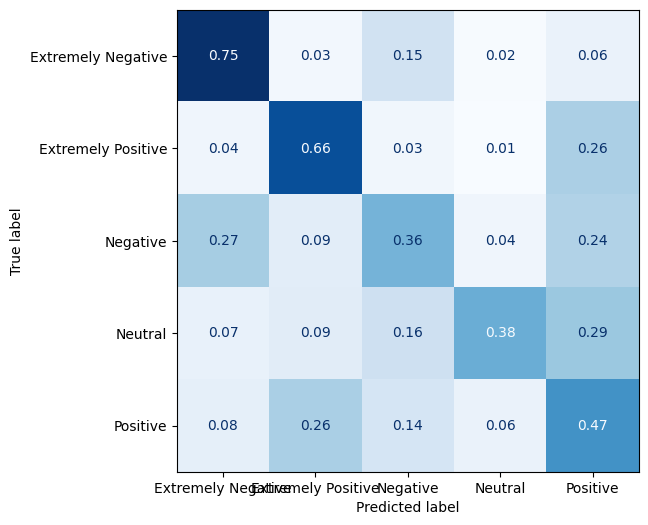 Extremely Negative 0.75 0.03 0.15 0.02 0.06
Extremely Positive 0.04 0.66 0.03 0.01 0.26
Negative 0.27 0.09 0.36 0.04 0.24
Neutral 0.07 0.09 0.16 0.38 0.29
Positive 0.08 0.26 0.14 0.06 0.47
True label
Extremely Negative Extremely Positive Negative Neutral Positive
Predicted label